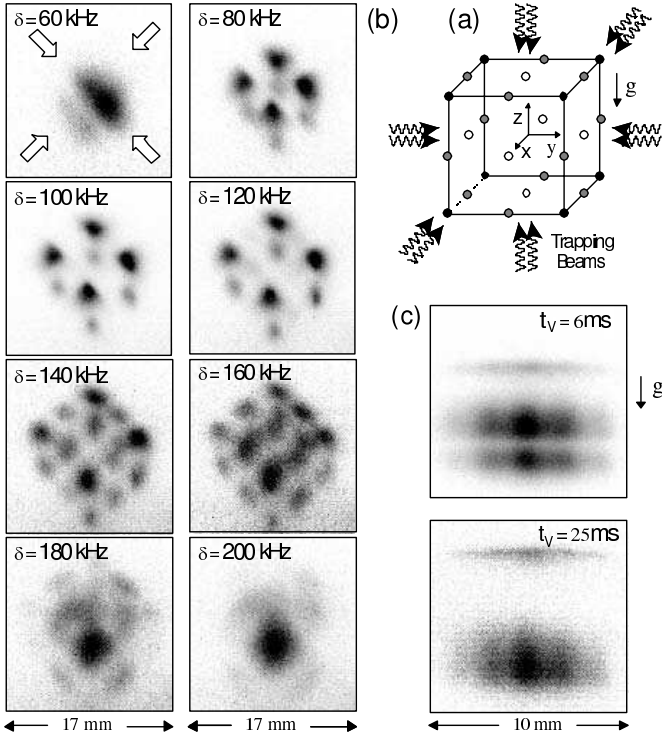 δ = 60 kHz
δ = 80 kHz
(b)
(a)
g
z
x
y
δ = 100 kHz
δ = 120 kHz
Trapping
Beams
(c)
t_V = 6ms
g
δ = 140 kHz
δ = 160 kHz
t_V = 25ms
δ = 180 kHz
δ = 200 kHz
17 mm
17 mm
10 mm